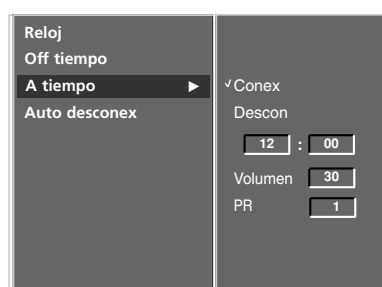 Reloj
Off tiempo
A tiempo ▶
Auto desconex
✓Conex
Descon
12 : 00
Volumen 30
PR 1